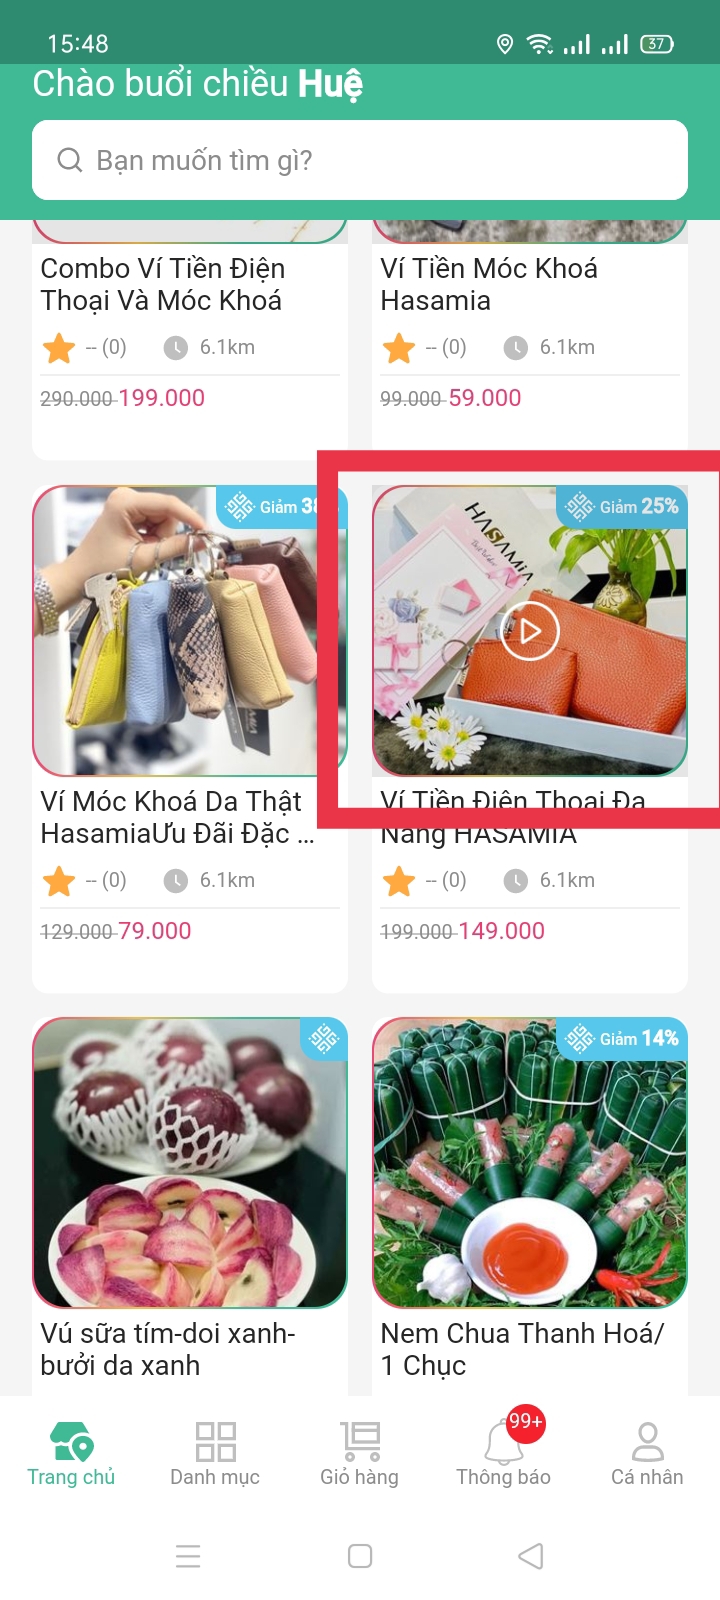 15:48
37
Chào buổi chiều Huệ
Bạn muốn tìm gì?
Combo Ví Tiền Điện
Thoại Và Móc Khoá
-- (0) 6.1km
290.000 199.000
Ví Tiền Móc Khoá
Hasamia
-- (0) 6.1km
99.000 59.000
Giảm
Ví Móc Khoá Da Thật
HasamiaƯu Đãi Đặc ...
-- (0) 6.1km
129.000 79.000
Giảm 25%
HASAMIA
Ví Tiền Điện Thoại Đa
Năng HASAMIA
-- (0) 6.1km
199.000 149.000
Vú sữa tím-doi xanh-
bưởi da xanh
Giảm 14%
Nem Chua Thanh Hoá/
1 Chục
99+
Trang chủ Danh mục Giỏ hàng Thông báo Cá nhân